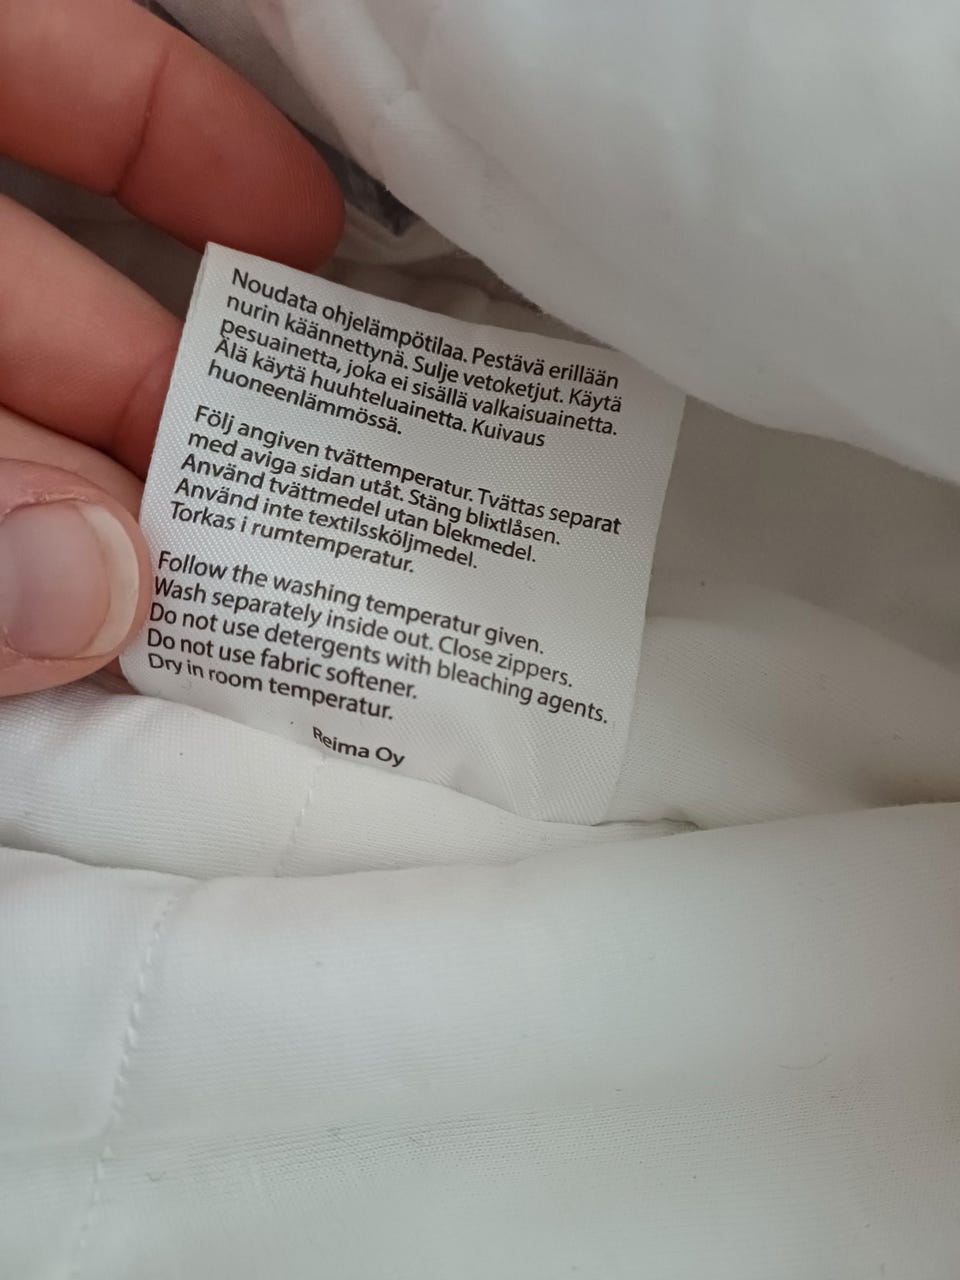 Noudata ohjelämpötilaa. Pestävä erillään
nurin käännettynä. Sulje vetoketjut. Käytä
pesuainetta, joka ei sisällä valkaisuainetta.
Älä käytä huuhteluainetta. Kuivaus
huoneenlämmössä.
Följ angiven tvättemperatur. Tvättas separat
med aviga sidan utåt. Stäng blixtlåsen.
Använd tvättmedel utan blekmedel.
Använd inte textilssköljmedel.
Torkas i rumtemperatur.
Follow the washing temperatur given.
Wash separately inside out. Close zippers.
Do not use detergents with bleaching agents.
Do not use fabric softener.
Dry in room temperatur.
Reima Oy